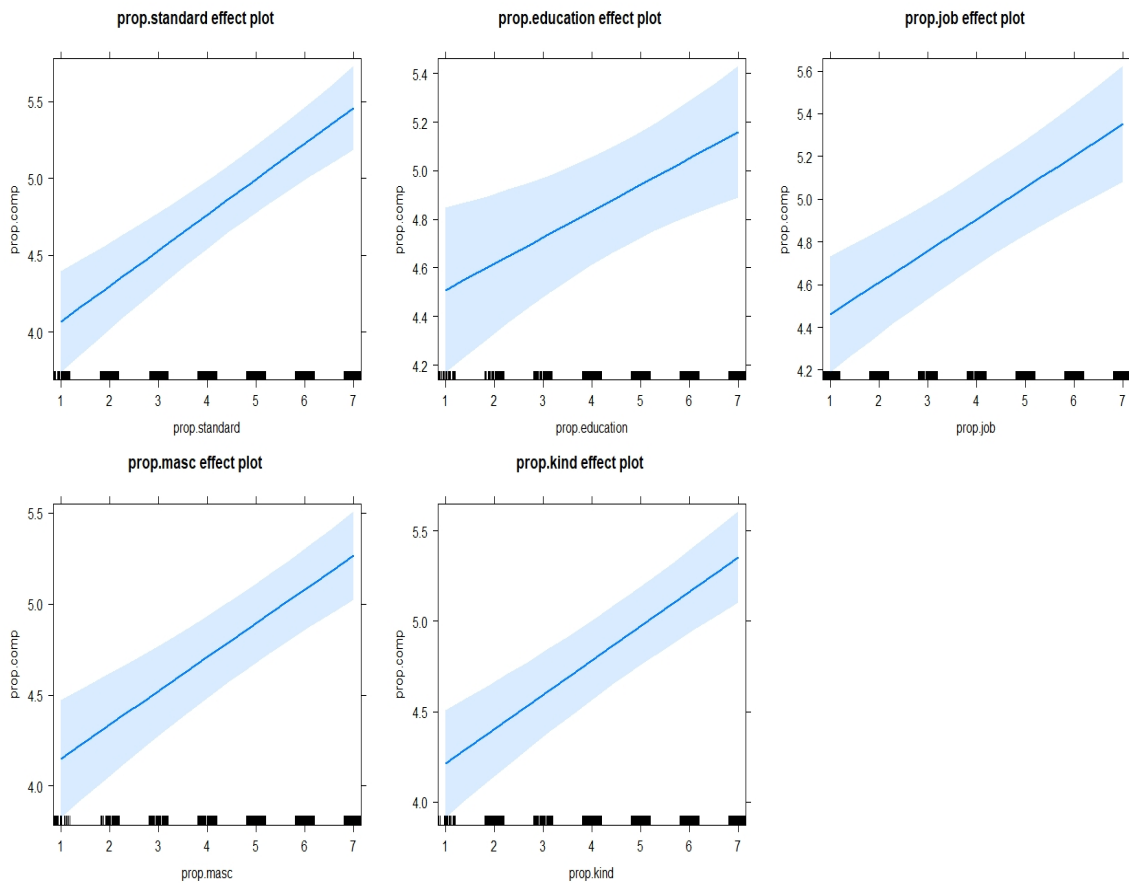 prop.standard effect plot
prop.comp
5.5
5.0
4.5
4.0
1 2 3 4 5 6 7
prop.standard
prop.education effect plot
prop.comp
5.4
5.2
5.0
4.8
4.6
4.4
4.2
1 2 3 4 5 6 7
prop.education
prop.job effect plot
prop.comp
5.6
5.4
5.2
5.0
4.8
4.6
4.4
4.2
1 2 3 4 5 6 7
prop.job
prop.masc effect plot
prop.comp
5.5
5.0
4.5
4.0
1 2 3 4 5 6 7
prop.masc
prop.kind effect plot
prop.comp
5.5
5.0
4.5
4.0
1 2 3 4 5 6 7
prop.kind